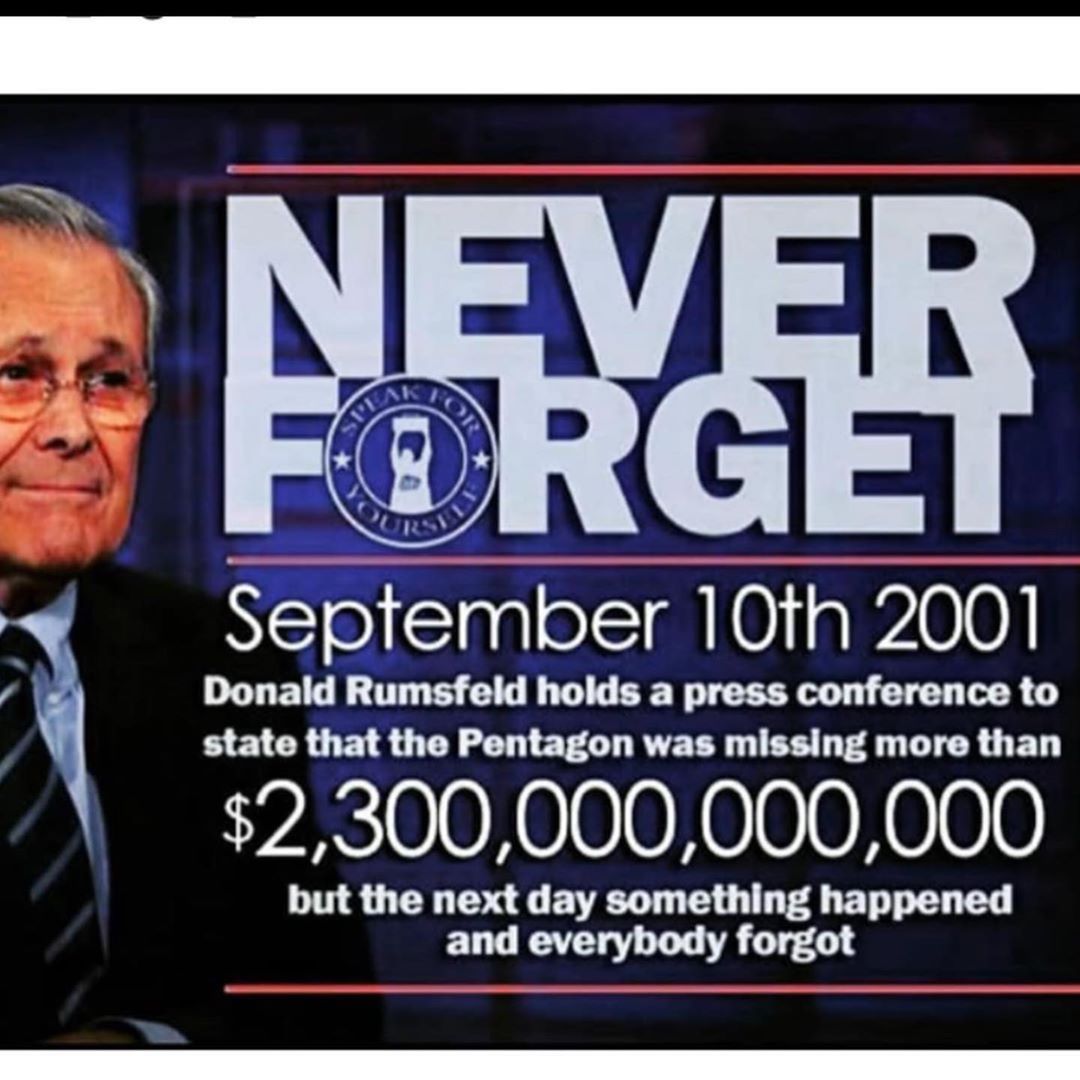 NEVER
FORGET
SPEAK FOR
YOURSELF
September 10th 2001
Donald Rumsfeld holds a press conference to
state that the Pentagon was missing more than
$2,300,000,000,000
but the next day something happened
and everybody forgot